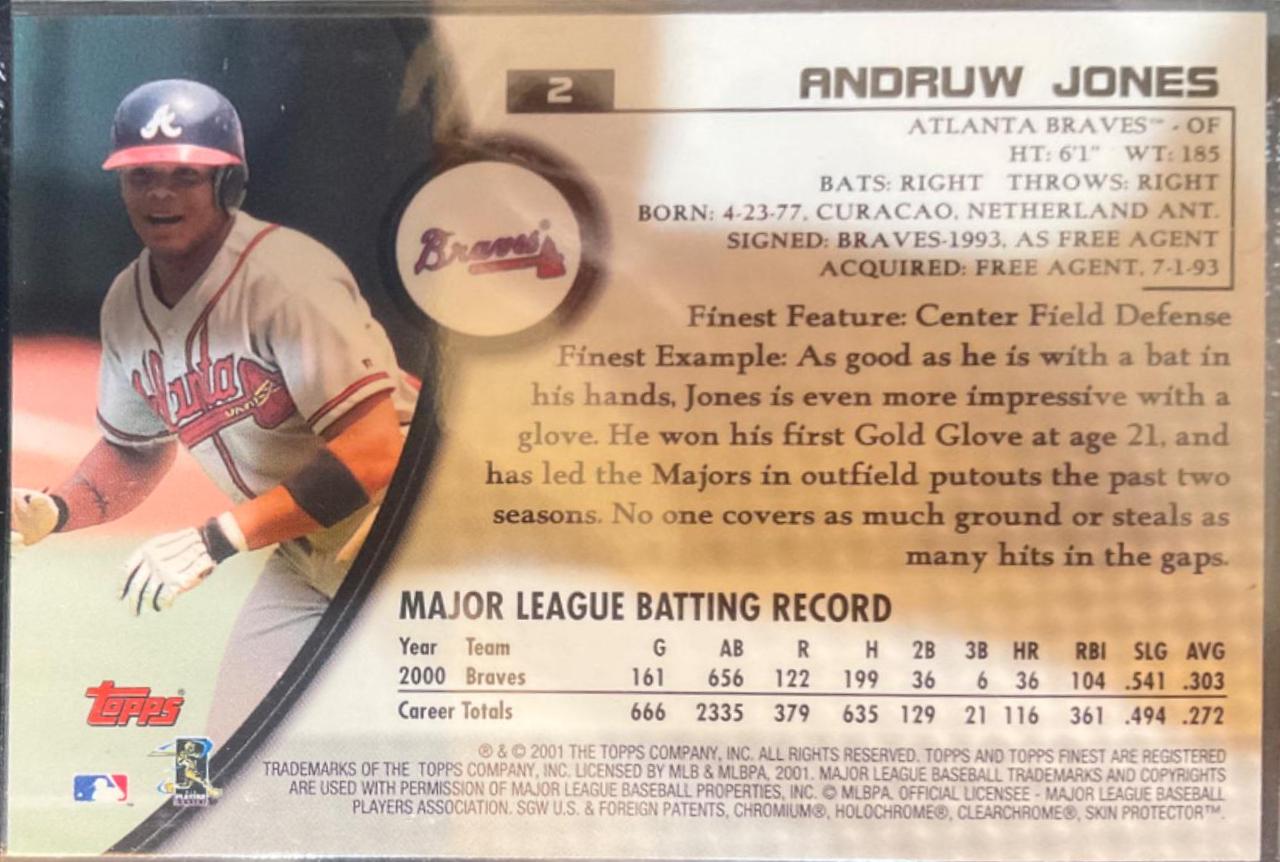 2
ANDRUW JONES
ATLANTA BRAVES™ - OF
HT: 6'1" WT: 185
BATS: RIGHT THROWS: RIGHT
BORN: 4-23-77, CURACAO, NETHERLAND ANT.
SIGNED: BRAVES-1993, AS FREE AGENT
ACQUIRED: FREE AGENT, 7-1-93
A
Braves®
Atlanta
Finest Feature: Center Field Defense
Finest Example: As good as he is with a bat in
his hands, Jones is even more impressive with a
glove. He won his first Gold Glove at age 21, and
has led the Majors in outfield putouts the past two
seasons. No one covers as much ground or steals as
many hits in the gaps.
MAJOR LEAGUE BATTING RECORD
Year Team G AB R H 2B 3B HR RBI SLG AVG
2000 Braves 161 656 122 199 36 6 36 104 .541 .303
Career Totals 666 2335 379 635 129 21 116 361 .494 .272
topps®
® & © 2001 THE TOPPS COMPANY, INC. ALL RIGHTS RESERVED. TOPPS AND TOPPS FINEST ARE REGISTERED
TRADEMARKS OF THE TOPPS COMPANY, INC. LICENSED BY MLB & MLBPA, 2001. MAJOR LEAGUE BASEBALL TRADEMARKS AND COPYRIGHTS
ARE USED WITH PERMISSION OF MAJOR LEAGUE BASEBALL PROPERTIES, INC. © MLBPA. OFFICIAL LICENSEE - MAJOR LEAGUE BASEBALL
PLAYERS ASSOCIATION. SGW U.S. & FOREIGN PATENTS, CHROMIUM®, HOLOCHROME®, CLEARCHROME®, SKIN PROTECTOR™.